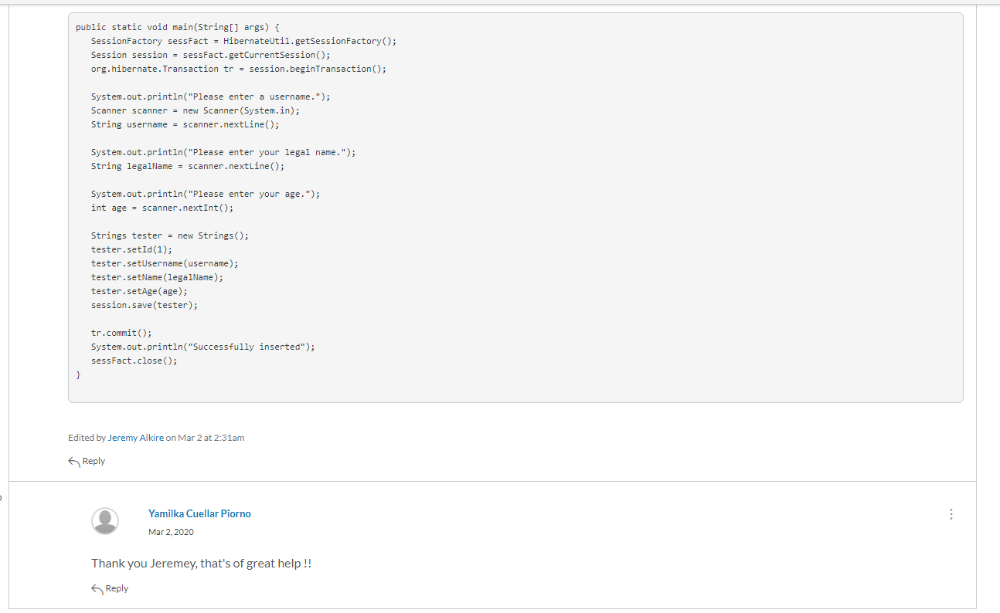 public static void main(String[] args) {
SessionFactory sessFact = HibernateUtil.getSessionFactory();
Session session = sessFact.getCurrentSession();
org.hibernate.Transaction tr = session.beginTransaction();
System.out.println("Please enter a username.");
Scanner scanner = new Scanner(System.in);
String username = scanner.nextLine();
System.out.println("Please enter your legal name.");
String legalName = scanner.nextLine();
System.out.println("Please enter your age.");
int age = scanner.nextInt();
Strings tester = new Strings();
tester.setId(1);
tester.setUsername(username);
tester.setName(legalName);
tester.setAge(age);
session.save(tester);
tr.commit();
System.out.println("Successfully inserted");
sessFact.close();
}
Edited by Jeremy Alkire on Mar 2 at 2:31am
Reply
Yamilka Cuellar Piorno
Mar 2, 2020
Thank you Jeremey, that's of great help !!
Reply